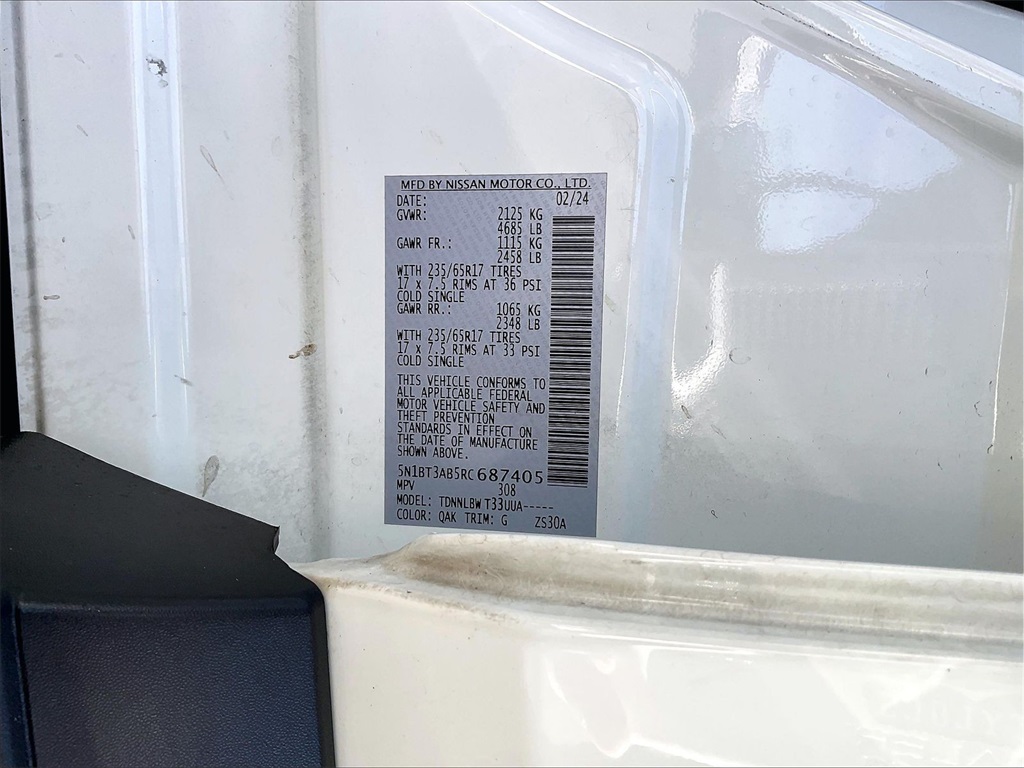 MFD BY NISSAN MOTOR CO., LTD.
DATE: 02/24
GVWR: 2125 KG
4685 LB
GAWR FR.: 1115 KG
2458 LB
WITH 235/65R17 TIRES
17 x 7.5 RIMS AT 36 PSI
COLD SINGLE
GAWR RR.: 1065 KG
2348 LB
WITH 235/65R17 TIRES
17 x 7.5 RIMS AT 33 PSI
COLD SINGLE
THIS VEHICLE CONFORMS TO
ALL APPLICABLE FEDERAL
MOTOR VEHICLE SAFETY AND
THEFT PREVENTION
STANDARDS IN EFFECT ON
THE DATE OF MANUFACTURE
SHOWN ABOVE.
5N1BT3AB5RC687405
MPV 308
MODEL: TDNNLBW T33UUA-----
COLOR: QAK TRIM: G ZS30A